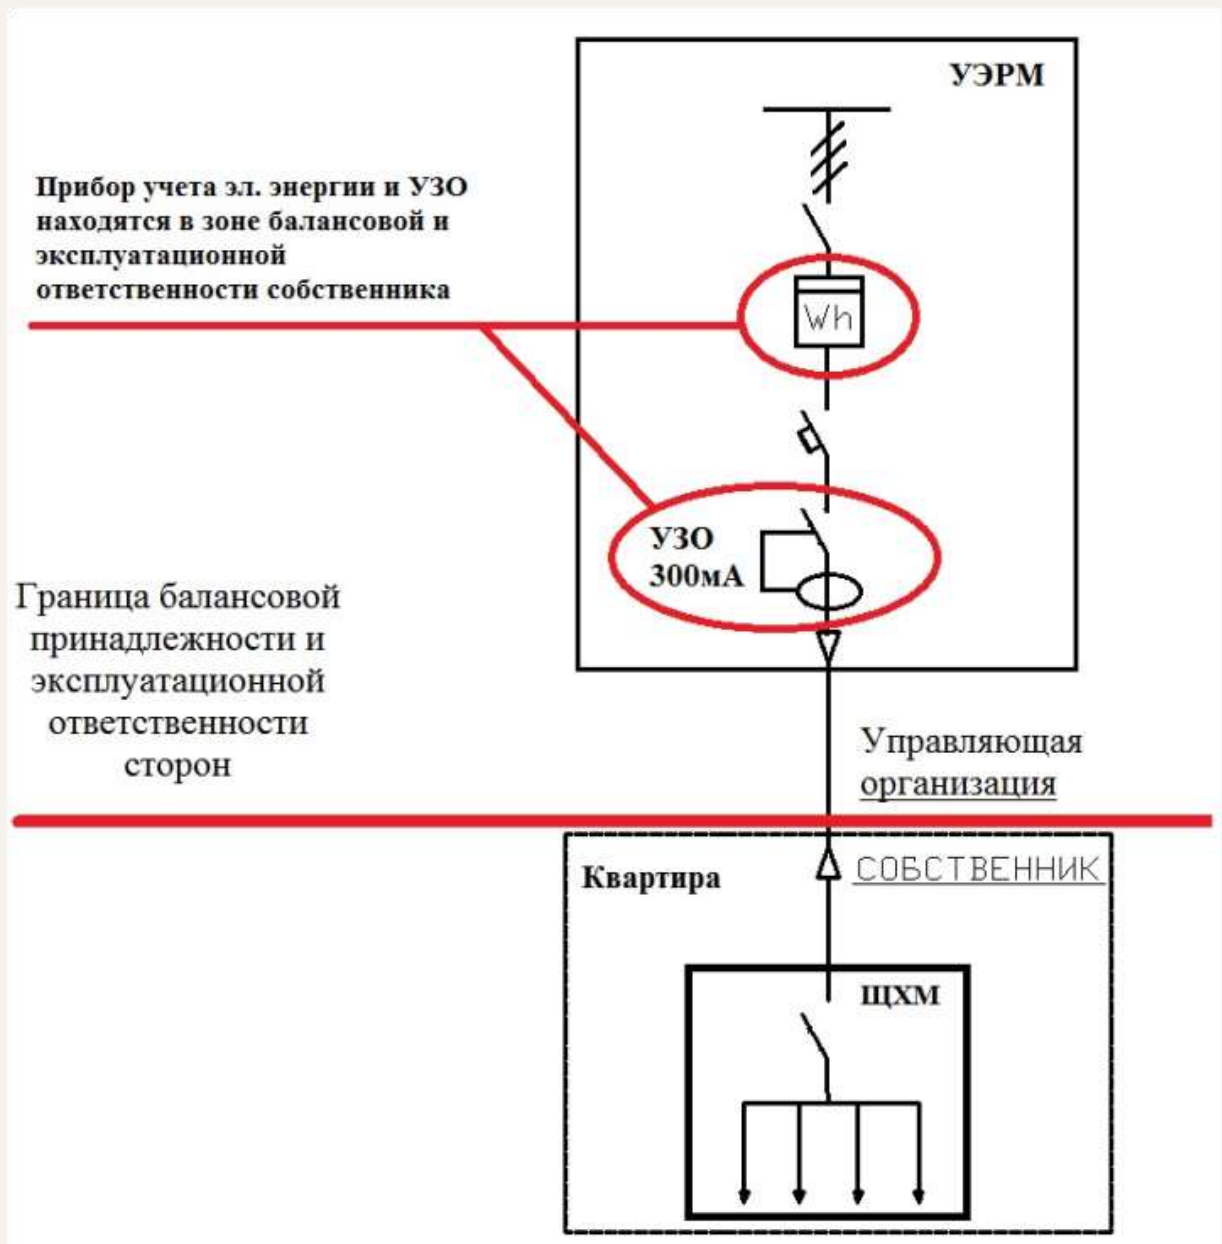 УЭРМ
Прибор учета эл. энергии и УЗО
находятся в зоне балансовой и
эксплуатационной
ответственности собственника
Wh
УЗО
300мА
Граница балансовой
принадлежности и
эксплуатационной
ответственности
сторон
Управляющая
организация
Квартира
СОБСТВЕННИК
ЩХМ